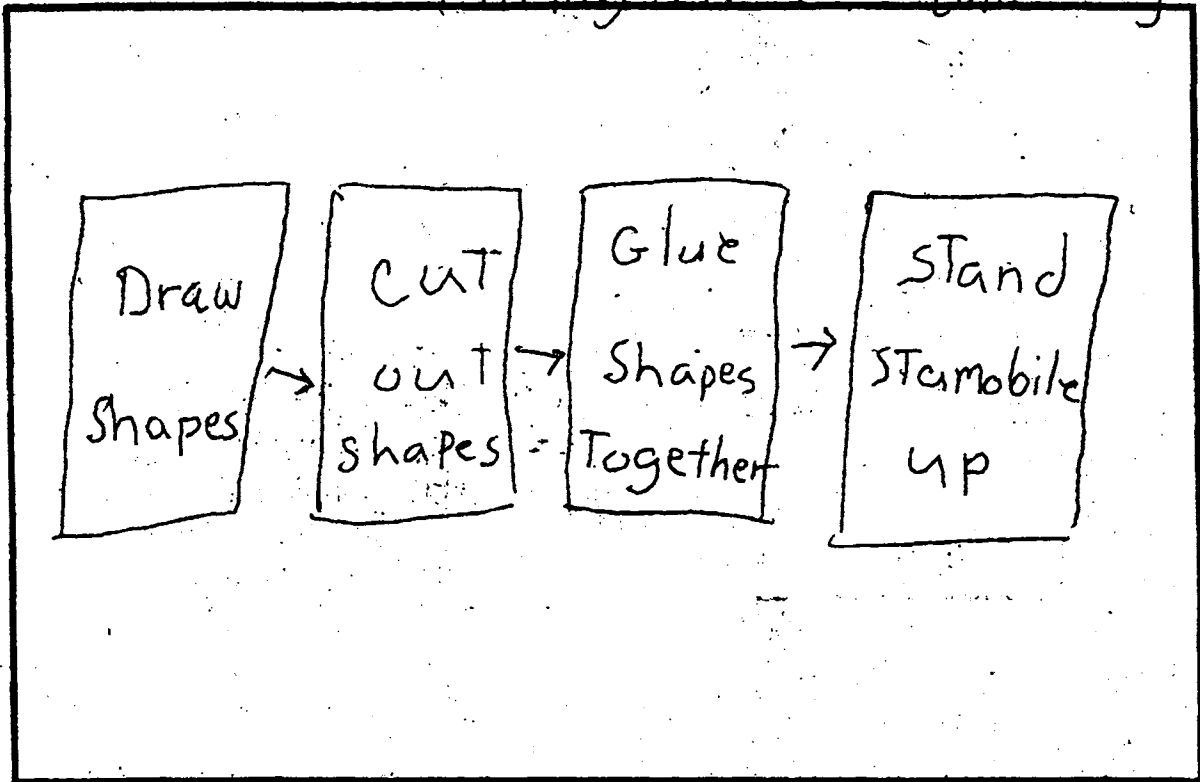 Draw
Shapes
CuT
ouT
shapes
Glue
Shapes
Together
STand
STamobile
up